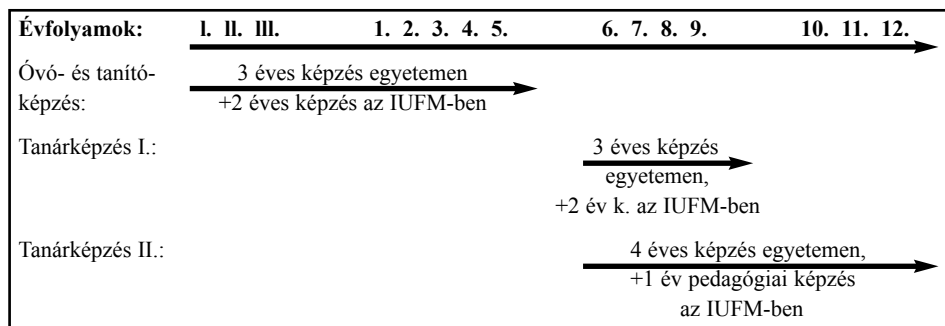 Évfolyamok: I. II. III. 1. 2. 3. 4. 5. 6. 7. 8. 9. 10. 11. 12.
Óvó- és tanító- 3 éves képzés egyetemen
képzés: +2 éves képzés az IUFM-ben
Tanárképzés I.: 3 éves képzés
egyetemen,
+2 év k. az IUFM-ben
Tanárképzés II.: 4 éves képzés egyetemen,
+1 év pedagógiai képzés
az IUFM-ben